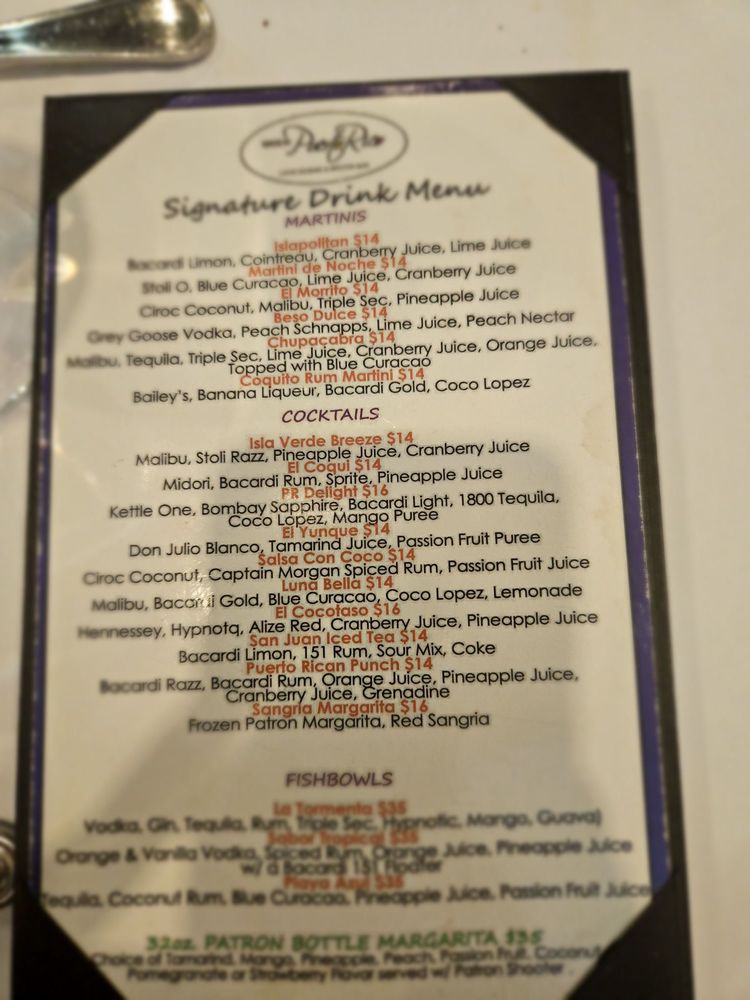 Puerto Rico
Signature Drink Menu
MARTINIS
Islapolitan $14
Bacardi Limon, Cointreau, Cranberry Juice, Lime Juice
Martini de Noche $14
Stoli O, Blue Curacao, Lime Juice, Cranberry Juice
El Morrito $14
Ciroc Coconut, Malibu, Triple Sec, Pineapple Juice
Beso Dulce $14
Grey Goose Vodka, Peach Schnapps, Lime Juice, Peach Nectar
Chupacabra $14
Malibu, Tequila, Triple Sec, Lime Juice, Cranberry Juice, Orange Juice,
Topped with Blue Curacao
Coquito Rum Martini $14
Bailey's, Banana Liqueur, Bacardi Gold, Coco Lopez
COCKTAILS
Isla Verde Breeze $14
Malibu, Stoli Razz, Pineapple Juice, Cranberry Juice
El Coqui $14
Midori, Bacardi Rum, Sprite, Pineapple Juice
PR Delight $16
Kettle One, Bombay Sapphire, Bacardi Light, 1800 Tequila,
Coco Lopez, Mango Puree
El Yunque $14
Don Julio Blanco, Tamarind Juice, Passion Fruit Puree
Salsa Con Coco $14
Ciroc Coconut, Captain Morgan Spiced Rum, Passion Fruit Juice
Luna Bella $14
Malibu, Bacardi Gold, Blue Curacao, Coco Lopez, Lemonade
El Cocotaso $16
Hennessey, Hypnotq, Alize Red, Cranberry Juice, Pineapple Juice
San Juan Iced Tea $14
Bacardi Limon, 151 Rum, Sour Mix, Coke
Puerto Rican Punch $14
Bacardi Razz, Bacardi Rum, Orange Juice, Pineapple Juice,
Cranberry Juice, Grenadine
Sangria Margarita $16
Frozen Patron Margarita, Red Sangria
FISHBOWLS
La Tormenta $35
Vodka, Gin, Tequila, Rum, Triple Sec, Hypnotic, Mango, Guava)
Sabor Tropical $35
Orange & Vanilla Vodka, Spiced Rum, Orange Juice, Pineapple Juice
w/ a Bacardi 151 Floater
Playa Azul $35
Tequila, Coconut Rum, Blue Curacao, Pineapple Juice, Passion Fruit Juice
32oz. PATRON BOTTLE MARGARITA $35
Choice of Tamarind, Mango, Pineapple, Peach, Passion Fruit, Coconut,
Pomegranate or Strawberry Flavor served w/ Patron Shooter .